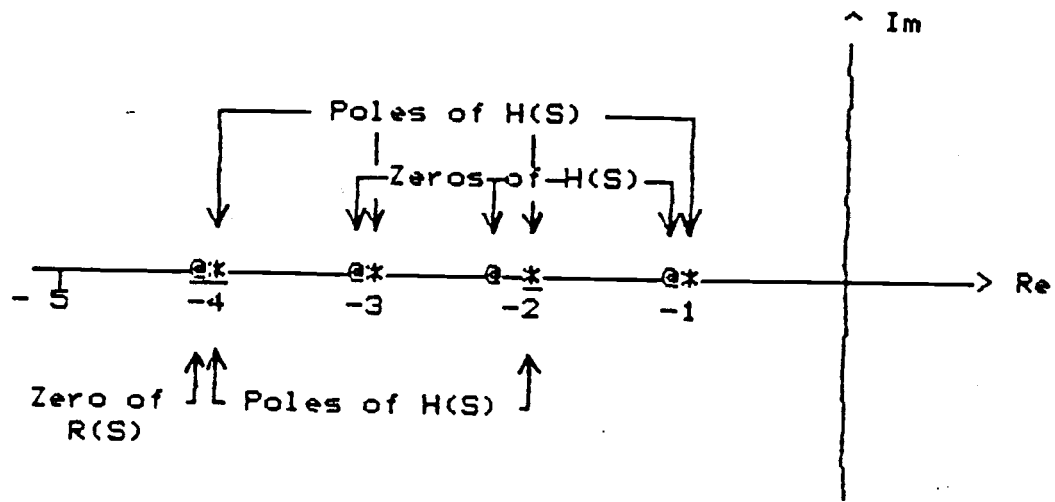 ^ Im
Poles of H(S)
Zeros of H(S)
@* @* @ * @* > Re
- 5 -4 -3 -2 -1
Zero of Poles of H(S)
R(S)